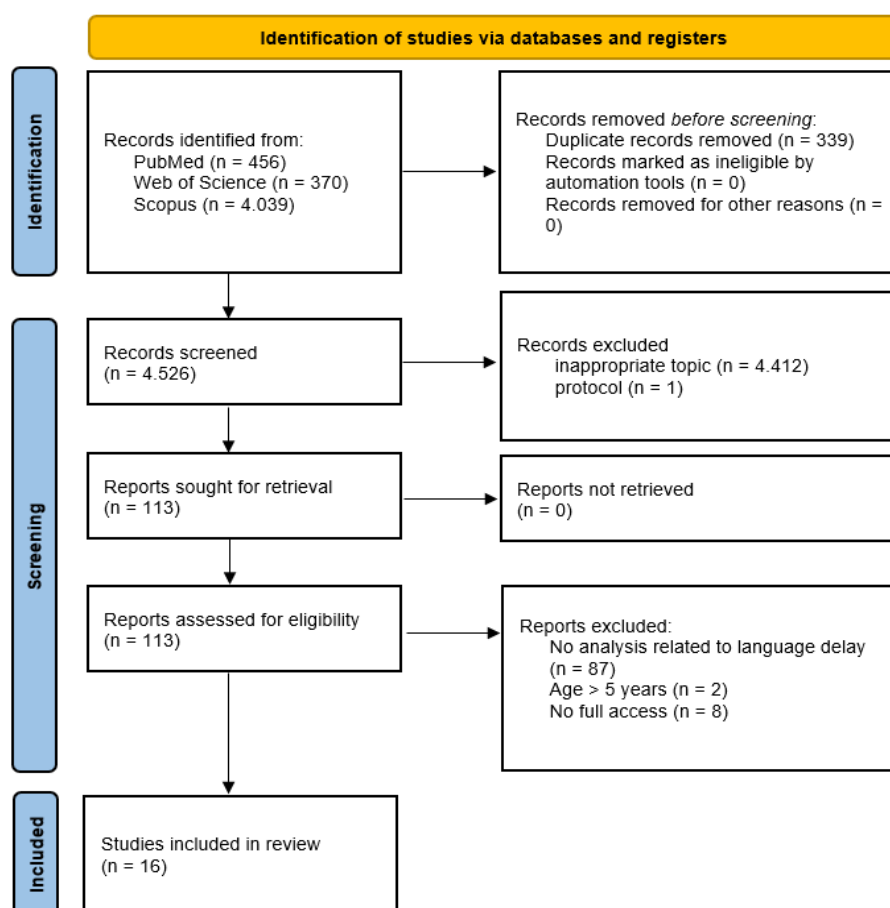 Identification of studies via databases and registers
Identification
Records identified from:
PubMed (n = 456)
Web of Science (n = 370)
Scopus (n = 4.039)
Records removed before screening:
Duplicate records removed (n = 339)
Records marked as ineligible by
automation tools (n = 0)
Records removed for other reasons (n =
0)
Screening
Records screened
(n = 4.526)
Records excluded
inappropriate topic (n = 4.412)
protocol (n = 1)
Reports sought for retrieval
(n = 113)
Reports not retrieved
(n = 0)
Reports assessed for eligibility
(n = 113)
Reports excluded:
No analysis related to language delay
(n = 87)
Age > 5 years (n = 2)
No full access (n = 8)
Included
Studies included in review
(n = 16)